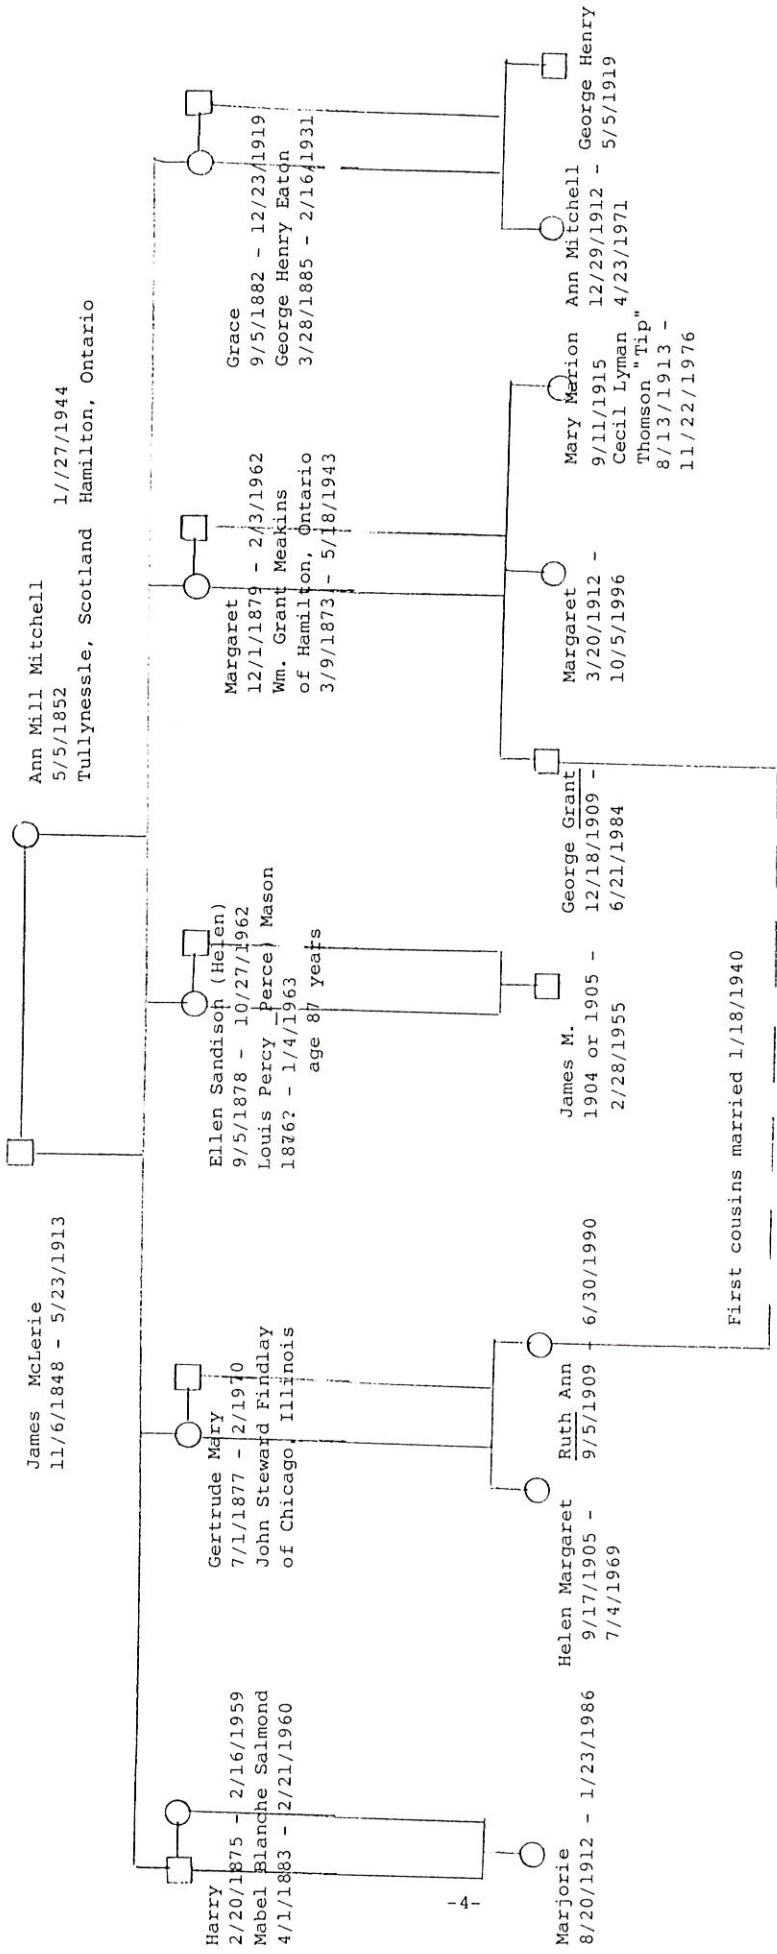 James McLerie
11/6/1848 - 5/23/1913
Ann Mill Mitchell
5/5/1852 1//27/1944
Tullynessle, Scotland Hamilton, Ontario
Harry
2/20/1875 - 2/16/1959
Mabel Blanche Salmond
4/1/1883 - 2/21/1960
Gertrude Mary
7/1/1877 - 2/1970
John Steward Findlay
of Chicago, Illinois
Ellen Sandison (Helen)
9/5/1878 - 10/27/1962
Louis Percy (Perce) Mason
1876? - 1/4/1963
age 87 years
Margaret
12/1/1879 - 2/3/1962
Wm. Grant Meakins
of Hamilton, Ontario
3/9/1873 - 5/18/1943
Grace
9/5/1882 - 12/23/1919
George Henry Eaton
3/28/1885 - 2/16/1931
Marjorie
8/20/1912 - 1/23/1986
Helen Margaret
9/17/1905 -
7/4/1969
Ruth Ann
9/5/1909 - 6/30/1990
James M.
1904 or 1905 -
2/28/1955
George Grant
12/18/1909 -
6/21/1984
Margaret
3/20/1912 -
10/5/1996
Mary Marion
9/11/1915
Cecil Lyman
Thomson "Tip"
8/13/1913 -
11/22/1976
Ann Mitchell
12/29/1912 -
4/23/1971
George Henry
5/5/1919
First cousins married 1/18/1940
-4-